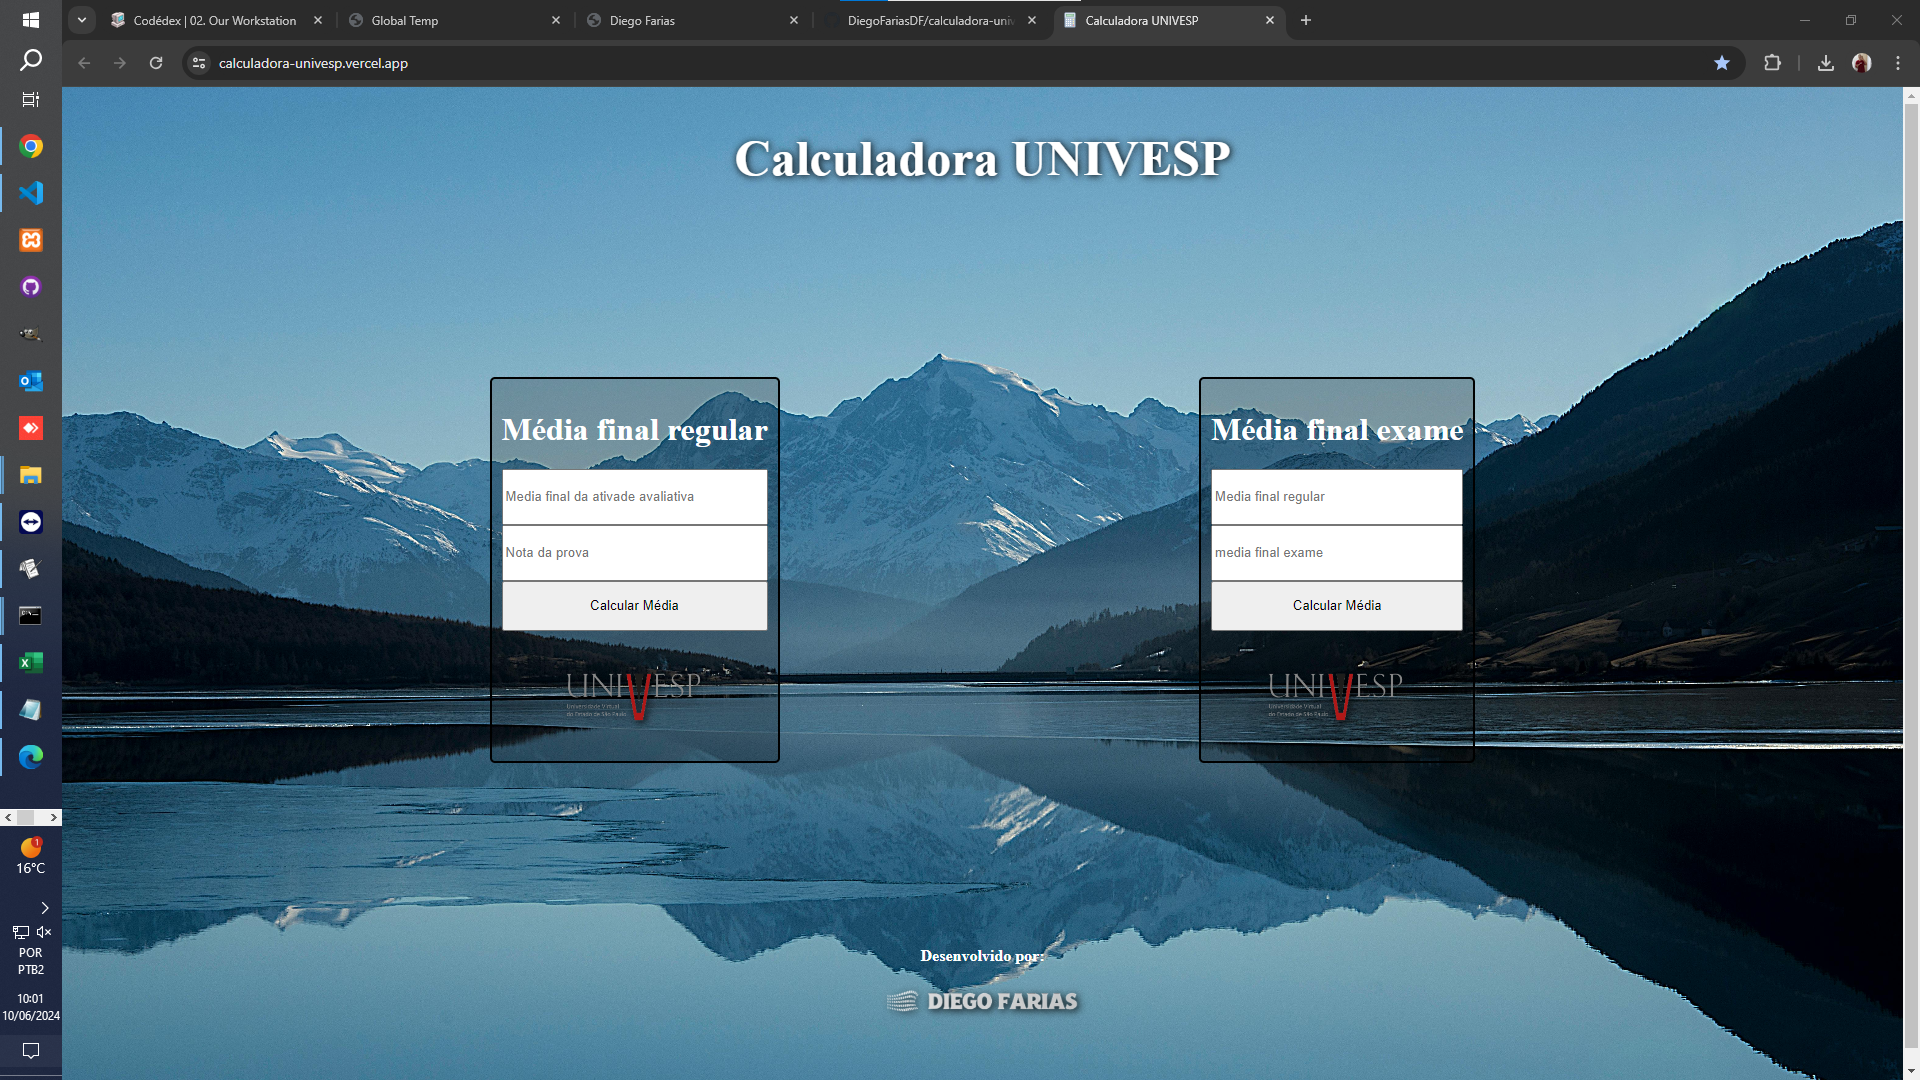 Codédex | 02. Our Workstation
Global Temp
Diego Farias
DiegoFariasDF/calculadora-univ
Calculadora UNIVESP
calculadora-univesp.vercel.app
Calculadora UNIVESP
Média final regular
Media final da ativade avaliativa
Nota da prova
Calcular Média
UNIVESP
Universidade Virtual
do Estado de São Paulo
Média final exame
Media final regular
media final exame
Calcular Média
UNIVESP
Universidade Virtual
do Estado de São Paulo
Desenvolvido por:
DIEGO FARIAS
1
16°C
POR
PTB2
10:01
10/06/2024